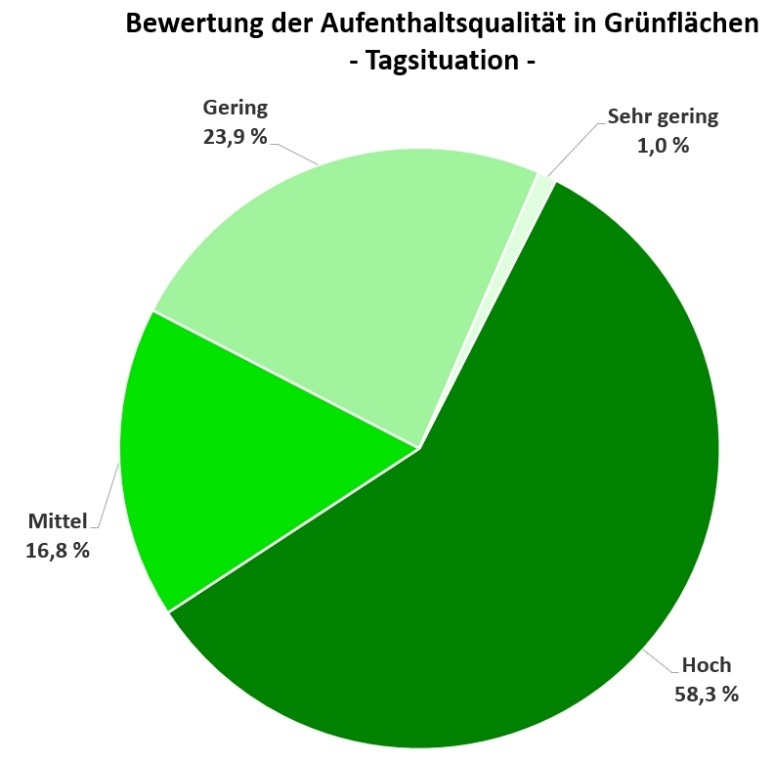 Bewertung der Aufenthaltsqualität in Grünflächen
- Tagsituation -
Gering
23,9 %
Sehr gering
1,0 %
Mittel
16,8 %
Hoch
58,3 %